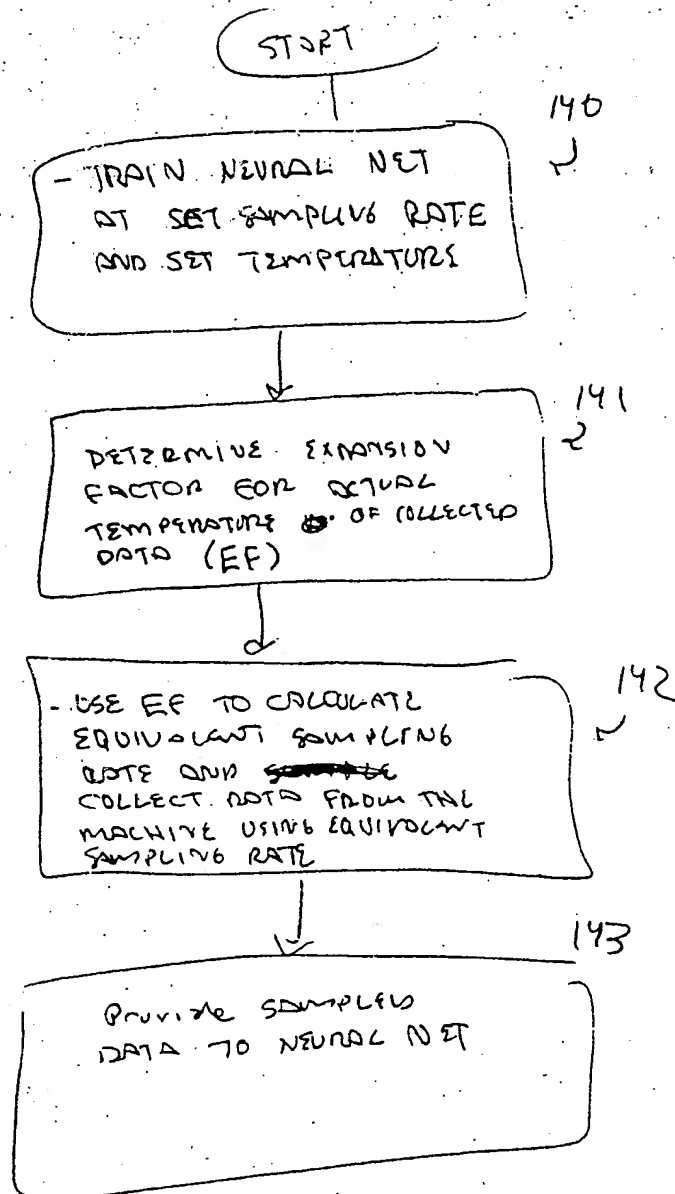 START
140
- TRAIN NEURAL NET
AT SET SAMPLING RATE
AND SET TEMPERATURE
141
DETERMINE EXPANSION
FACTOR FOR ACTUAL
TEMPERATURE OF COLLECTED
DATA (EF)
142
- USE EF TO CALCULATE
EQUIVALENT SAMPLING
RATE AND
COLLECT DATA FROM THE
MACHINE USING EQUIVALENT
SAMPLING RATE
143
Provide SAMPLED
DATA TO NEURAL NET